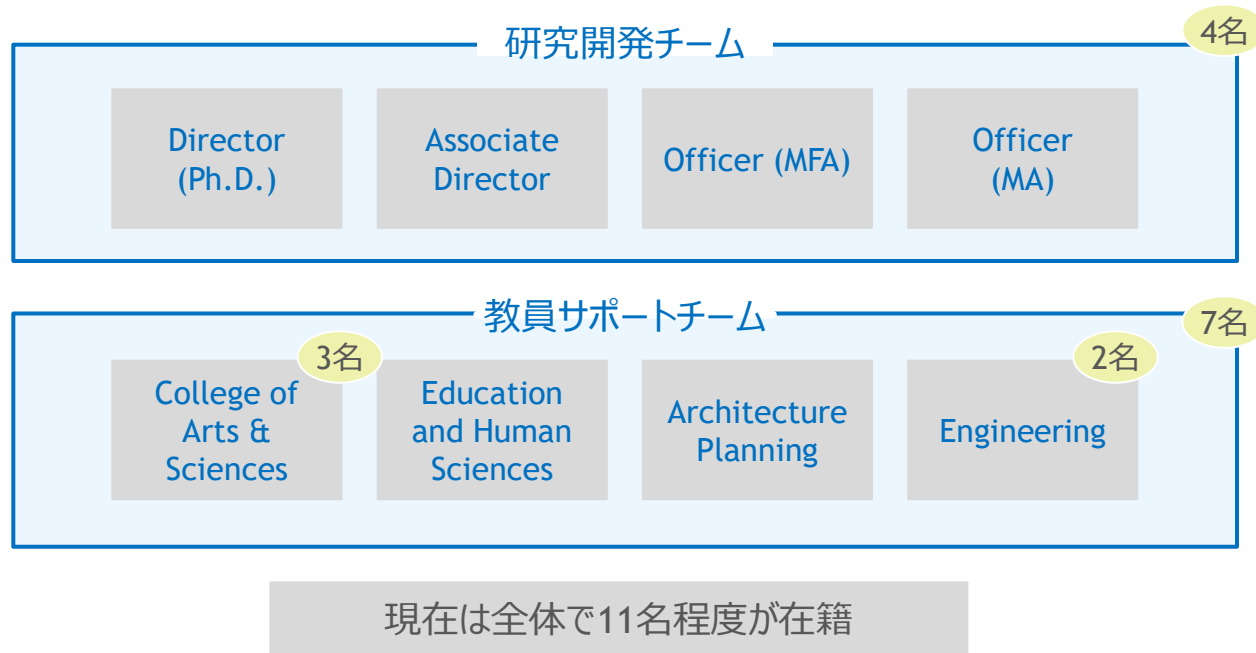 研究開発チーム
4名
Director
(Ph.D.)
Associate
Director
Officer (MFA)
Officer
(MA)
教員サポートチーム
7名
3名
College of
Arts &
Sciences
Education
and Human
Sciences
Architecture
Planning
2名
Engineering
現在は全体で11名程度が在籍